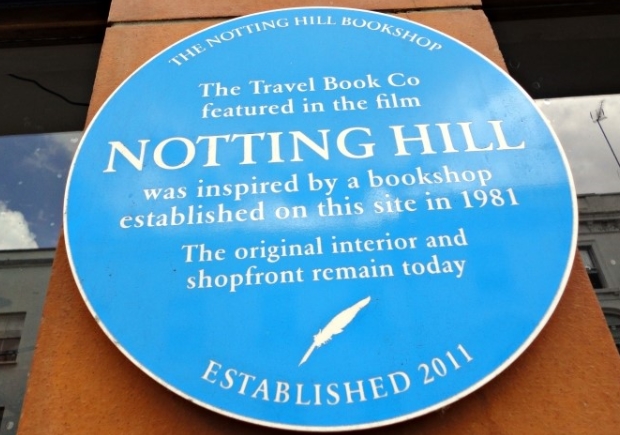 THE NOTTING HILL BOOKSHOP
The Travel Book Co
featured in the film
NOTTING HILL
was inspired by a bookshop
established on this site in 1981
The original interior and
shopfront remain today
ESTABLISHED 2011